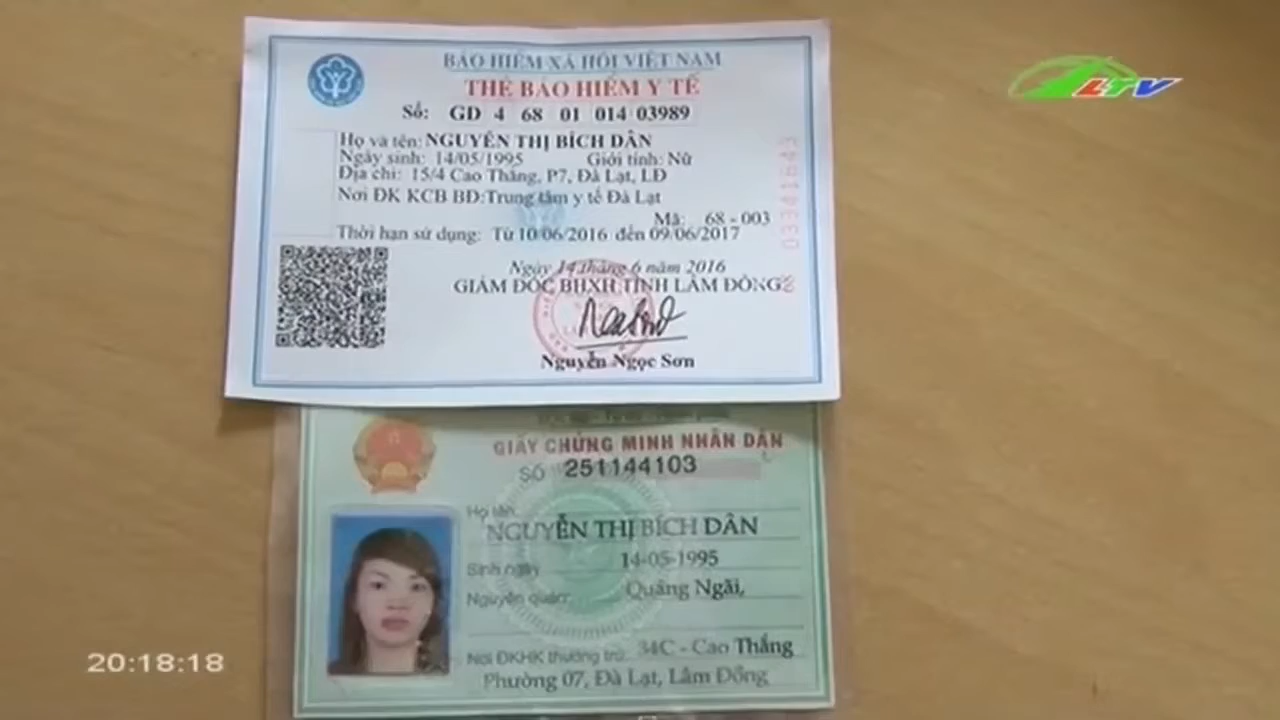 LTV
BẢO HIỂM XÃ HỘI VIỆT NAM
THẺ BẢO HIỂM Y TẾ
Số: GD 4 68 01 014 03989
Họ và tên: NGUYỄN THỊ BÍCH DÂN
Ngày sinh: 14/05/1995 Giới tính: Nữ
Địa chỉ: 15/4 Cao Thắng, P7, Đà Lạt, LĐ
Nơi ĐK KCB BĐ: Trung tâm y tế Đà Lạt
Mã: 68 - 003
Thời hạn sử dụng: Từ 10/06/2016 đến 09/06/2017
Ngày 14 tháng 6 năm 2016
GIÁM ĐỐC BHXH TỈNH LÂM ĐỒNG
Nguyễn Ngọc Sơn
GIẤY CHỨNG MINH NHÂN DÂN
SỐ 251144103
Họ tên
NGUYỄN THỊ BÍCH DÂN
Sinh ngày 14-05-1995
Nguyên quán: Quảng Ngãi,
Nơi ĐKHK thường trú: 34C - Cao Thắng
Phường 07, Đà Lạt, Lâm Đồng
20:18:18